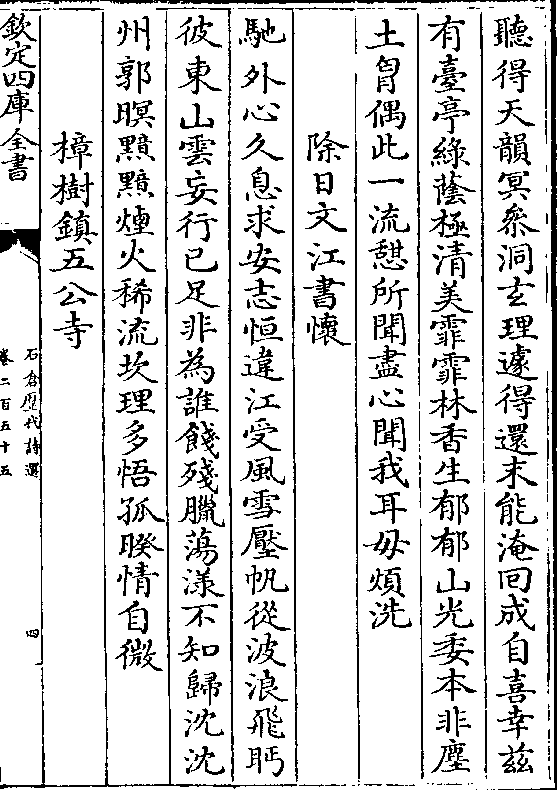 聽得天韻冥叅洞玄理遽得還未能淹回成自喜幸兹
有臺亭綠蔭極清美霏霏林香生郁郁山光委本非塵
土胷偶此一流憇所聞盡心聞我耳毋煩洗
除日文江書懷
馳外心久息求安志恒違江受風雪壓帆從波浪飛眄
彼東山雲妄行已足非為誰餞殘臘蕩漾不知歸沈沈
州郭暝黯黯煙火稀流坎理多悟孤暌情自微
樟樹鎮五公寺
欽定四庫全書
石倉歷代詩選
卷二百五十五
四